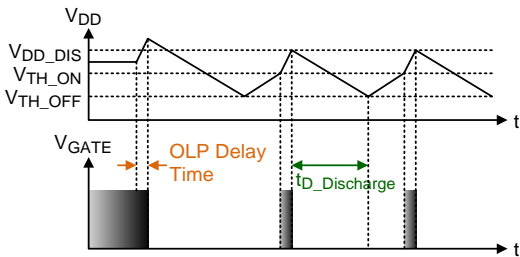 VDD
VDD_DIS
VTH_ON
VTH_OFF
t
VGATE
OLP Delay
Time
tD_Discharge
t